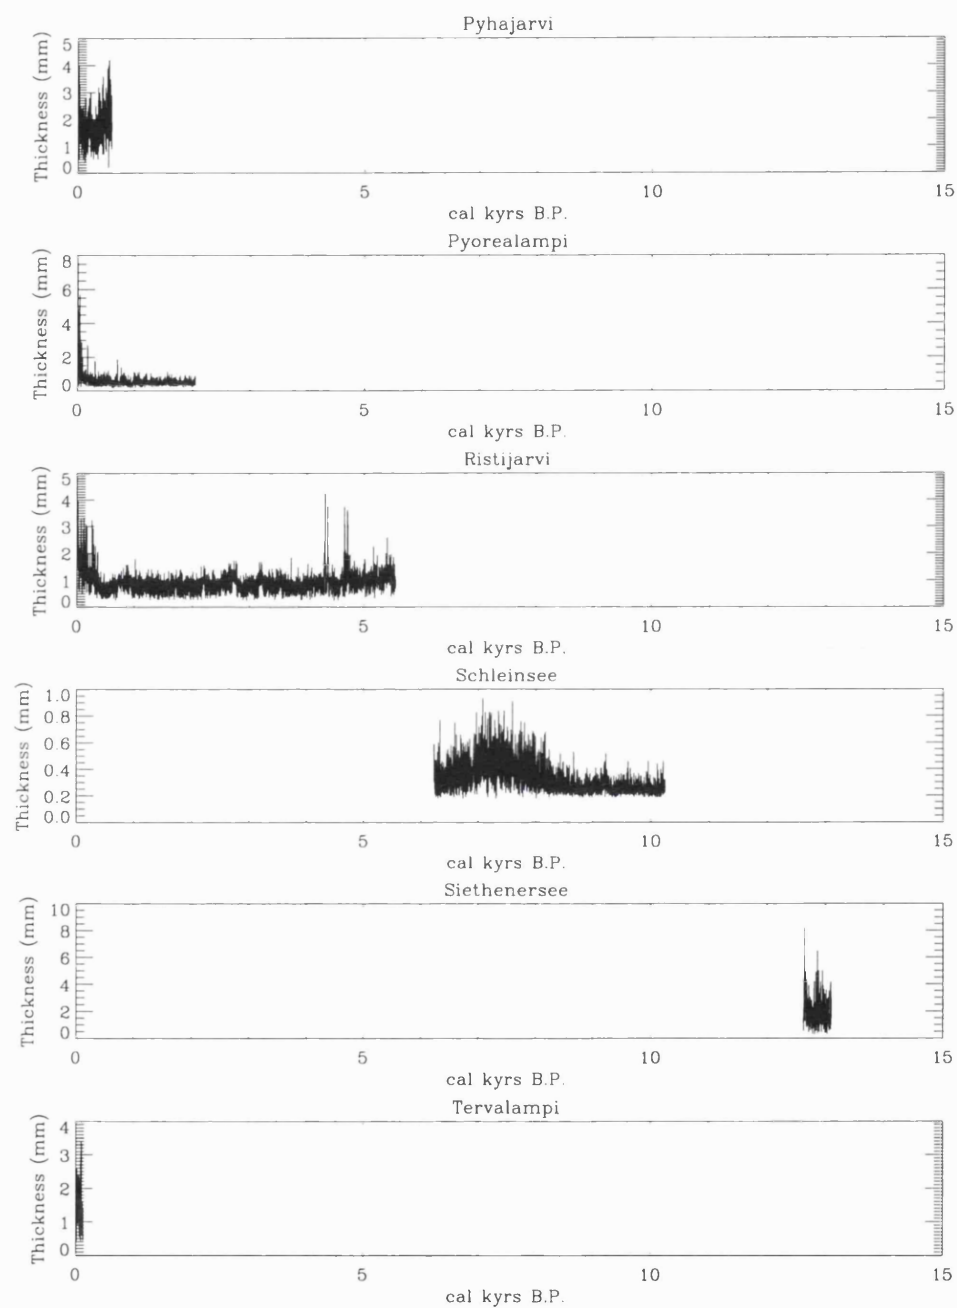 Pyhajarvi
Thickness (mm)
5
4
3
2
1
0
0 5 10 15
cal kyrs B.P.
Pyorealampi
Thickness (mm)
8
6
4
2
0
0 5 10 15
cal kyrs B.P.
Ristijarvi
Thickness (mm)
5
4
3
2
1
0
0 5 10 15
cal kyrs B.P.
Schleinsee
Thickness (mm)
1.0
0.8
0.6
0.4
0.2
0.0
0 5 10 15
cal kyrs B.P.
Siethenersee
Thickness (mm)
10
8
6
4
2
0
0 5 10 15
cal kyrs B.P.
Tervalampi
Thickness (mm)
4
3
2
1
0
0 5 10 15
cal kyrs B.P.